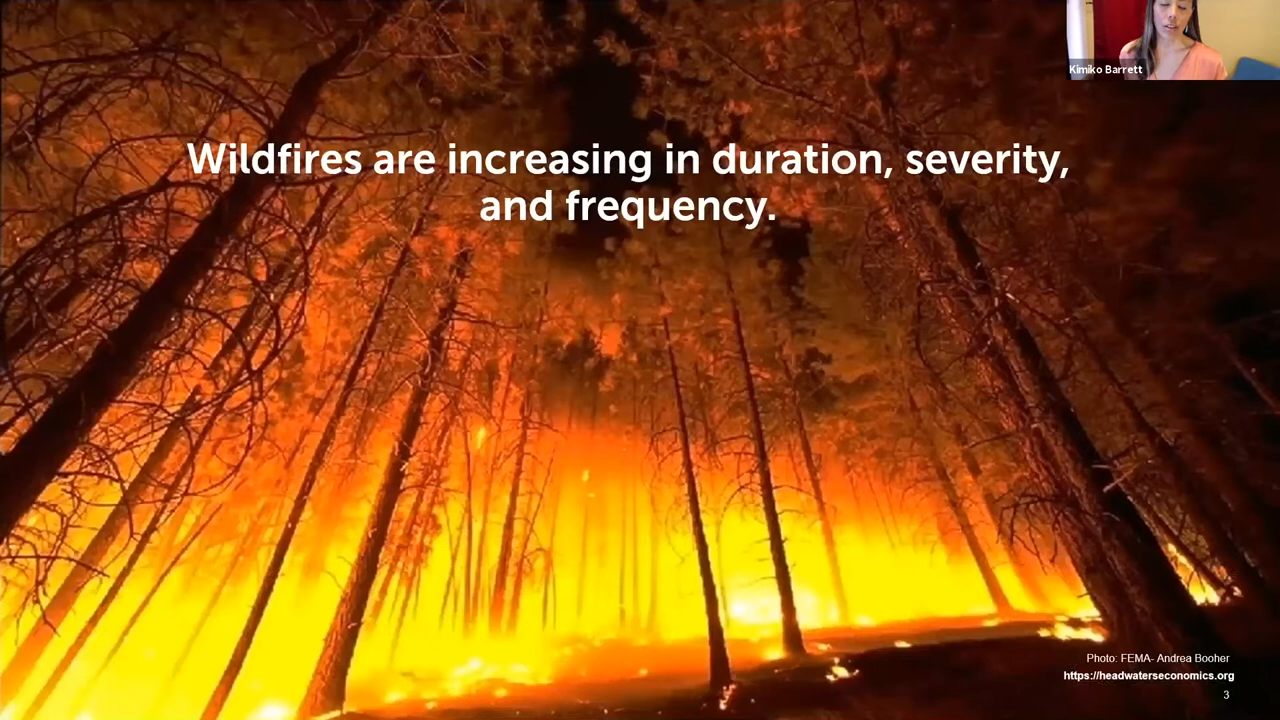 Kimiko Barrett
Wildfires are increasing in duration, severity,
and frequency.
Photo: FEMA- Andrea Booher
https://headwaterseconomics.org
3